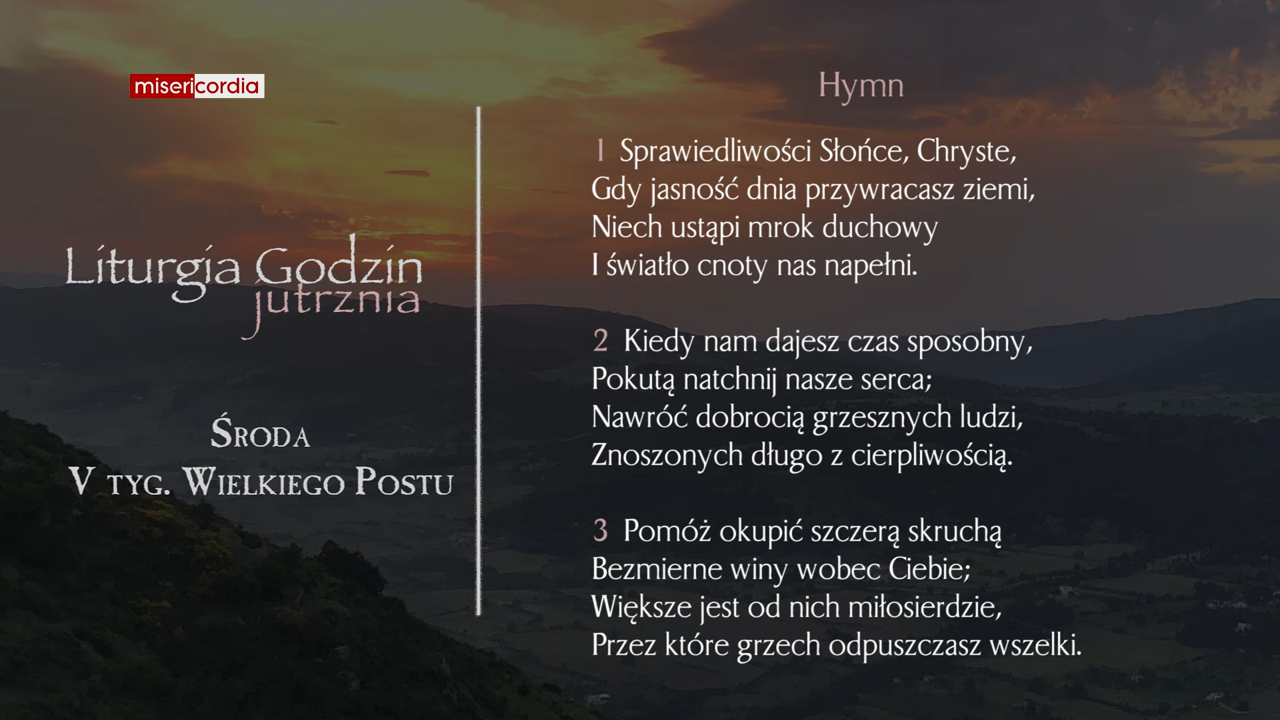 misericordia
Liturgia Godzin
jutrznia
Środa
V tyg. Wielkiego Postu
Hymn
1 Sprawiedliwości Słońce, Chryste,
Gdy jasność dnia przywracasz ziemi,
Niech ustąpi mrok duchowy
I światło cnoty nas napełni.
2 Kiedy nam dajesz czas sposobny,
Pokutą natchnij nasze serca;
Nawróć dobrocią grzesznych ludzi,
Znoszonych długo z cierpliwością.
3 Pomóż okupić szczerą skruchą
Bezmierne winy wobec Ciebie;
Większe jest od nich miłosierdzie,
Przez które grzech odpuszczasz wszelki.